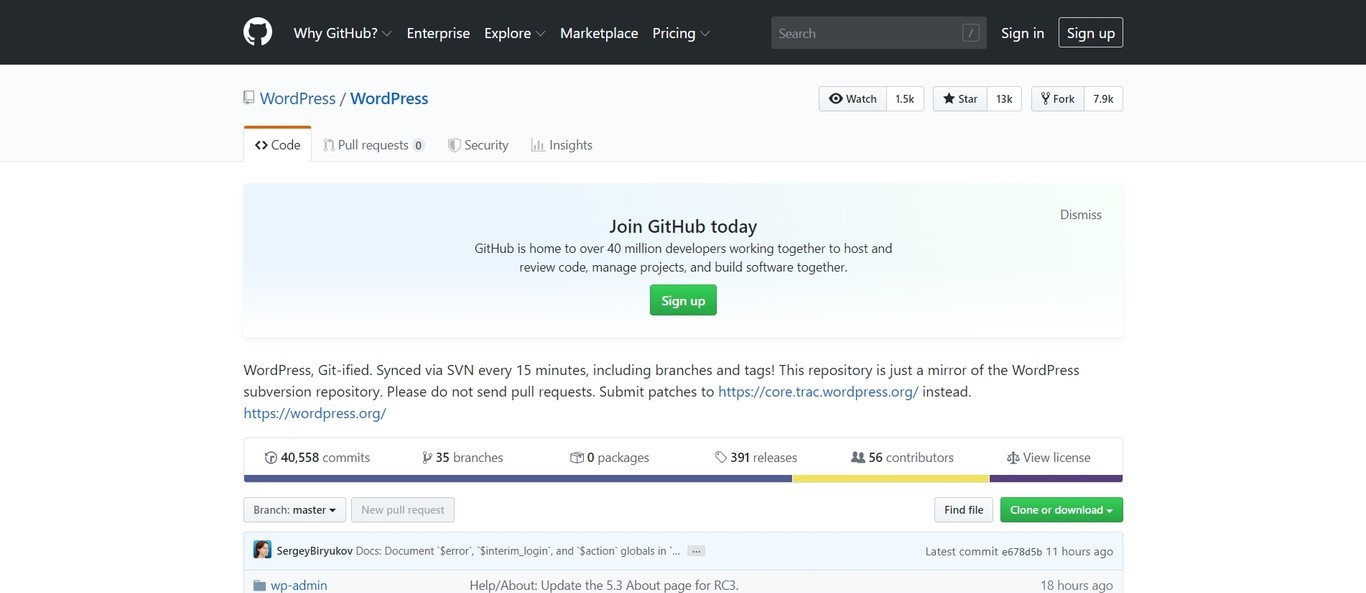 Why GitHub? Enterprise Explore Marketplace Pricing Search / Sign in Sign up
WordPress / WordPress Watch 1.5k Star 13k Fork 7.9k
Code Pull requests 0 Security Insights
Dismiss
Join GitHub today
GitHub is home to over 40 million developers working together to host and
review code, manage projects, and build software together.
Sign up
WordPress, Git-ified. Synced via SVN every 15 minutes, including branches and tags! This repository is just a mirror of the WordPress
subversion repository. Please do not send pull requests. Submit patches to https://core.trac.wordpress.org/ instead.
https://wordpress.org/
40,558 commits 35 branches 0 packages 391 releases 56 contributors View license
Branch: master New pull request Find file Clone or download
SergeyBiryukov Docs: Document `$error`, `$interim_login`, and `$action` globals in `... … Latest commit e678d5b 11 hours ago
wp-admin Help/About: Update the 5.3 About page for RC3. 18 hours ago